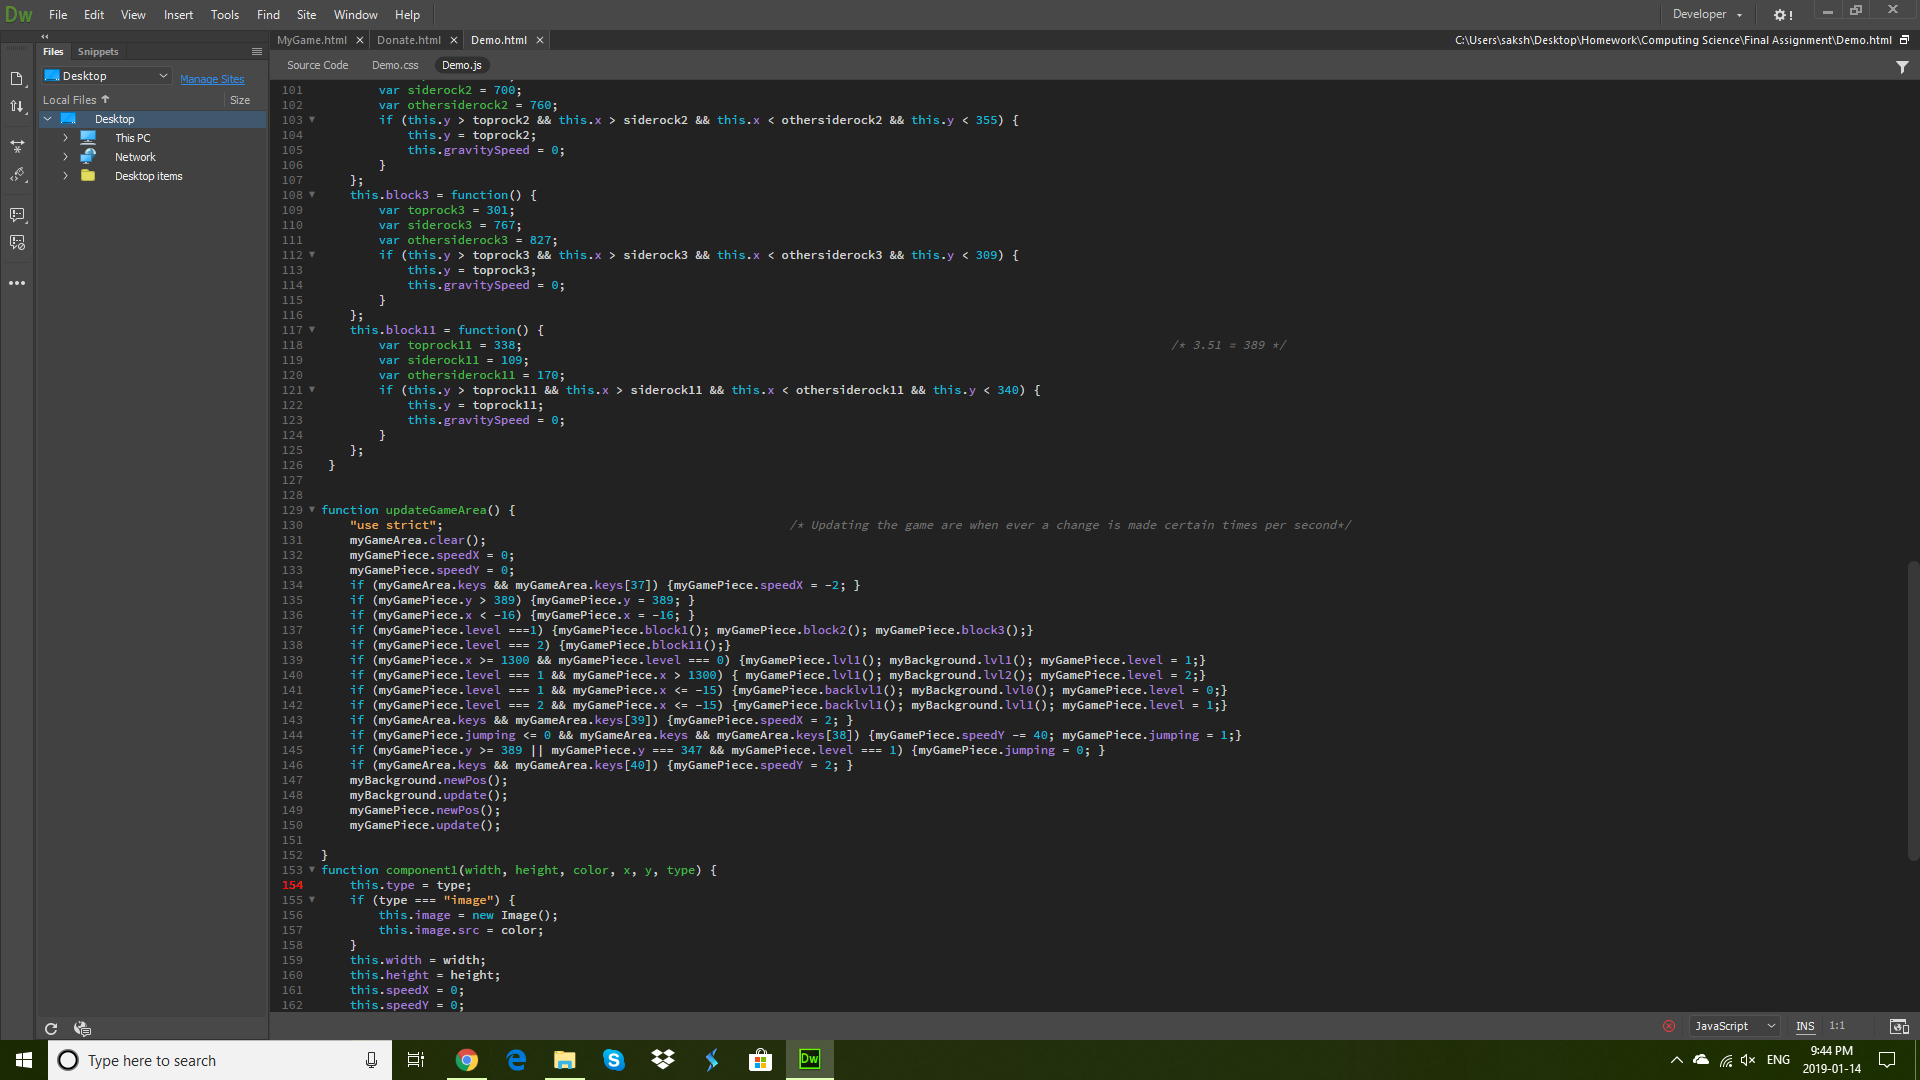 Dw File Edit View Insert Tools Find Site Window Help Developer !
Files Snippets
MyGame.html × Donate.html × Demo.html × C:\Users\saksh\Desktop\Homework\Computing Science\Final Assignment\Demo.html
Source Code Demo.css Demo.js
Desktop Manage Sites
Local Files ↑ Size
Desktop
This PC
Network
Desktop items
101 var siderock2 = 700;
102 var othersiderock2 = 760;
103 if (this.y > toprock2 && this.x > siderock2 && this.x < othersiderock2 && this.y < 355) {
104 this.y = toprock2;
105 this.gravitySpeed = 0;
106 }
107 };
108 this.block3 = function() {
109 var toprock3 = 301;
110 var siderock3 = 767;
111 var othersiderock3 = 827;
112 if (this.y > toprock3 && this.x > siderock3 && this.x < othersiderock3 && this.y < 309) {
113 this.y = toprock3;
114 this.gravitySpeed = 0;
115 }
116 };
117 this.block11 = function() {
118 var toprock11 = 338; /* 3.51 = 389 */
119 var siderock11 = 109;
120 var othersiderock11 = 170;
121 if (this.y > toprock11 && this.x > siderock11 && this.x < othersiderock11 && this.y < 340) {
122 this.y = toprock11;
123 this.gravitySpeed = 0;
124 }
125 };
126 }
127
128
129 function updateGameArea() {
130 "use strict"; /* Updating the game are when ever a change is made certain times per second*/
131 myGameArea.clear();
132 myGamePiece.speedX = 0;
133 myGamePiece.speedY = 0;
134 if (myGameArea.keys && myGameArea.keys[37]) {myGamePiece.speedX = -2; }
135 if (myGamePiece.y > 389) {myGamePiece.y = 389; }
136 if (myGamePiece.x < -16) {myGamePiece.x = -16; }
137 if (myGamePiece.level ===1) {myGamePiece.block1(); myGamePiece.block2(); myGamePiece.block3();}
138 if (myGamePiece.level === 2) {myGamePiece.block11();}
139 if (myGamePiece.x >= 1300 && myGamePiece.level === 0) {myGamePiece.lvl1(); myBackground.lvl1(); myGamePiece.level = 1;}
140 if (myGamePiece.level === 1 && myGamePiece.x > 1300) { myGamePiece.lvl1(); myBackground.lvl2(); myGamePiece.level = 2;}
141 if (myGamePiece.level === 1 && myGamePiece.x <= -15) {myGamePiece.backlvl1(); myBackground.lvl0(); myGamePiece.level = 0;}
142 if (myGamePiece.level === 2 && myGamePiece.x <= -15) {myGamePiece.backlvl1(); myBackground.lvl1(); myGamePiece.level = 1;}
143 if (myGameArea.keys && myGameArea.keys[39]) {myGamePiece.speedX = 2; }
144 if (myGamePiece.jumping <= 0 && myGameArea.keys && myGameArea.keys[38]) {myGamePiece.speedY -= 40; myGamePiece.jumping = 1;}
145 if (myGamePiece.y >= 389 || myGamePiece.y === 347 && myGamePiece.level === 1) {myGamePiece.jumping = 0; }
146 if (myGameArea.keys && myGameArea.keys[40]) {myGamePiece.speedY = 2; }
147 myBackground.newPos();
148 myBackground.update();
149 myGamePiece.newPos();
150 myGamePiece.update();
151
152 }
153 function component1(width, height, color, x, y, type) {
154 this.type = type;
155 if (type === "image") {
156 this.image = new Image();
157 this.image.src = color;
158 }
159 this.width = width;
160 this.height = height;
161 this.speedX = 0;
162 this.speedY = 0;
JavaScript INS 1:1
Type here to search Dw ENG 9:44 PM
2019-01-14